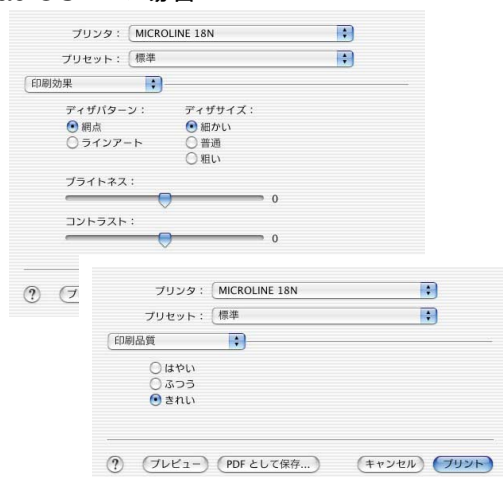 プリンタ： MICROLINE 18N
プリセット： 標準
印刷効果
ディザパターン： ディザサイズ：
網点 細かい
ラインアート 普通
粗い
ブライトネス：
0
コントラスト：
0
? プ
プリンタ： MICROLINE 18N
プリセット： 標準
印刷品質
はやい
ふつう
きれい
? プレビュー PDF として保存... キャンセル プリント